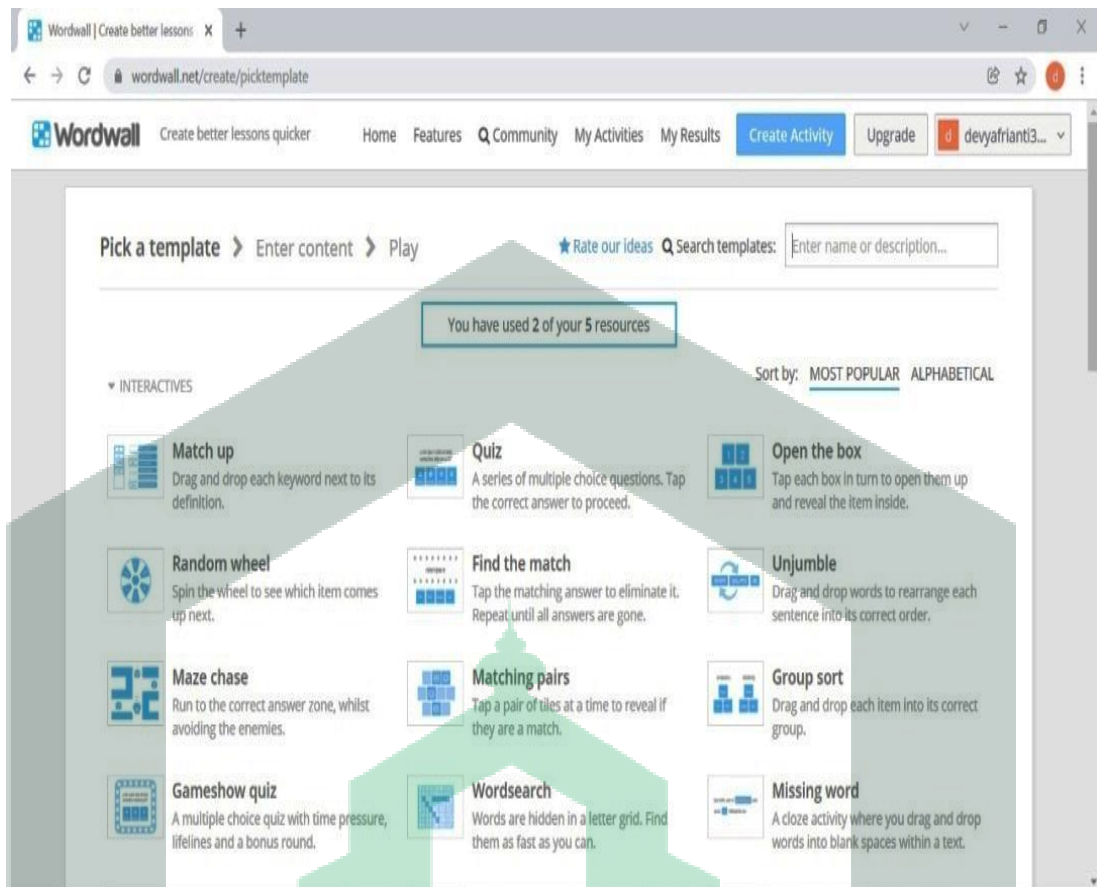 Wordwall | Create better lessons
wordwall.net/create/picktemplate
d
Wordwall Create better lessons quicker Home Features Community My Activities My Results Create Activity Upgrade d devyafrianti3...
Pick a template Enter content Play Rate our ideas Search templates: Enter name or description...
You have used 2 of your 5 resources
INTERACTIVES
Sort by: MOST POPULAR ALPHABETICAL
Match up
Drag and drop each keyword next to its
definition.
Quiz
A series of multiple choice questions. Tap
the correct answer to proceed.
Open the box
Tap each box in turn to open them up
and reveal the item inside.
Random wheel
Spin the wheel to see which item comes
up next.
Find the match
Tap the matching answer to eliminate it.
Repeat until all answers are gone.
Unjumble
Drag and drop words to rearrange each
sentence into its correct order.
Maze chase
Run to the correct answer zone, whilst
avoiding the enemies.
Matching pairs
Tap a pair of tiles at a time to reveal if
they are a match.
Group sort
Drag and drop each item into its correct
group.
Gameshow quiz
A multiple choice quiz with time pressure,
lifelines and a bonus round.
Wordsearch
Words are hidden in a letter grid. Find
them as fast as you can.
Missing word
A cloze activity where you drag and drop
words into blank spaces within a text.